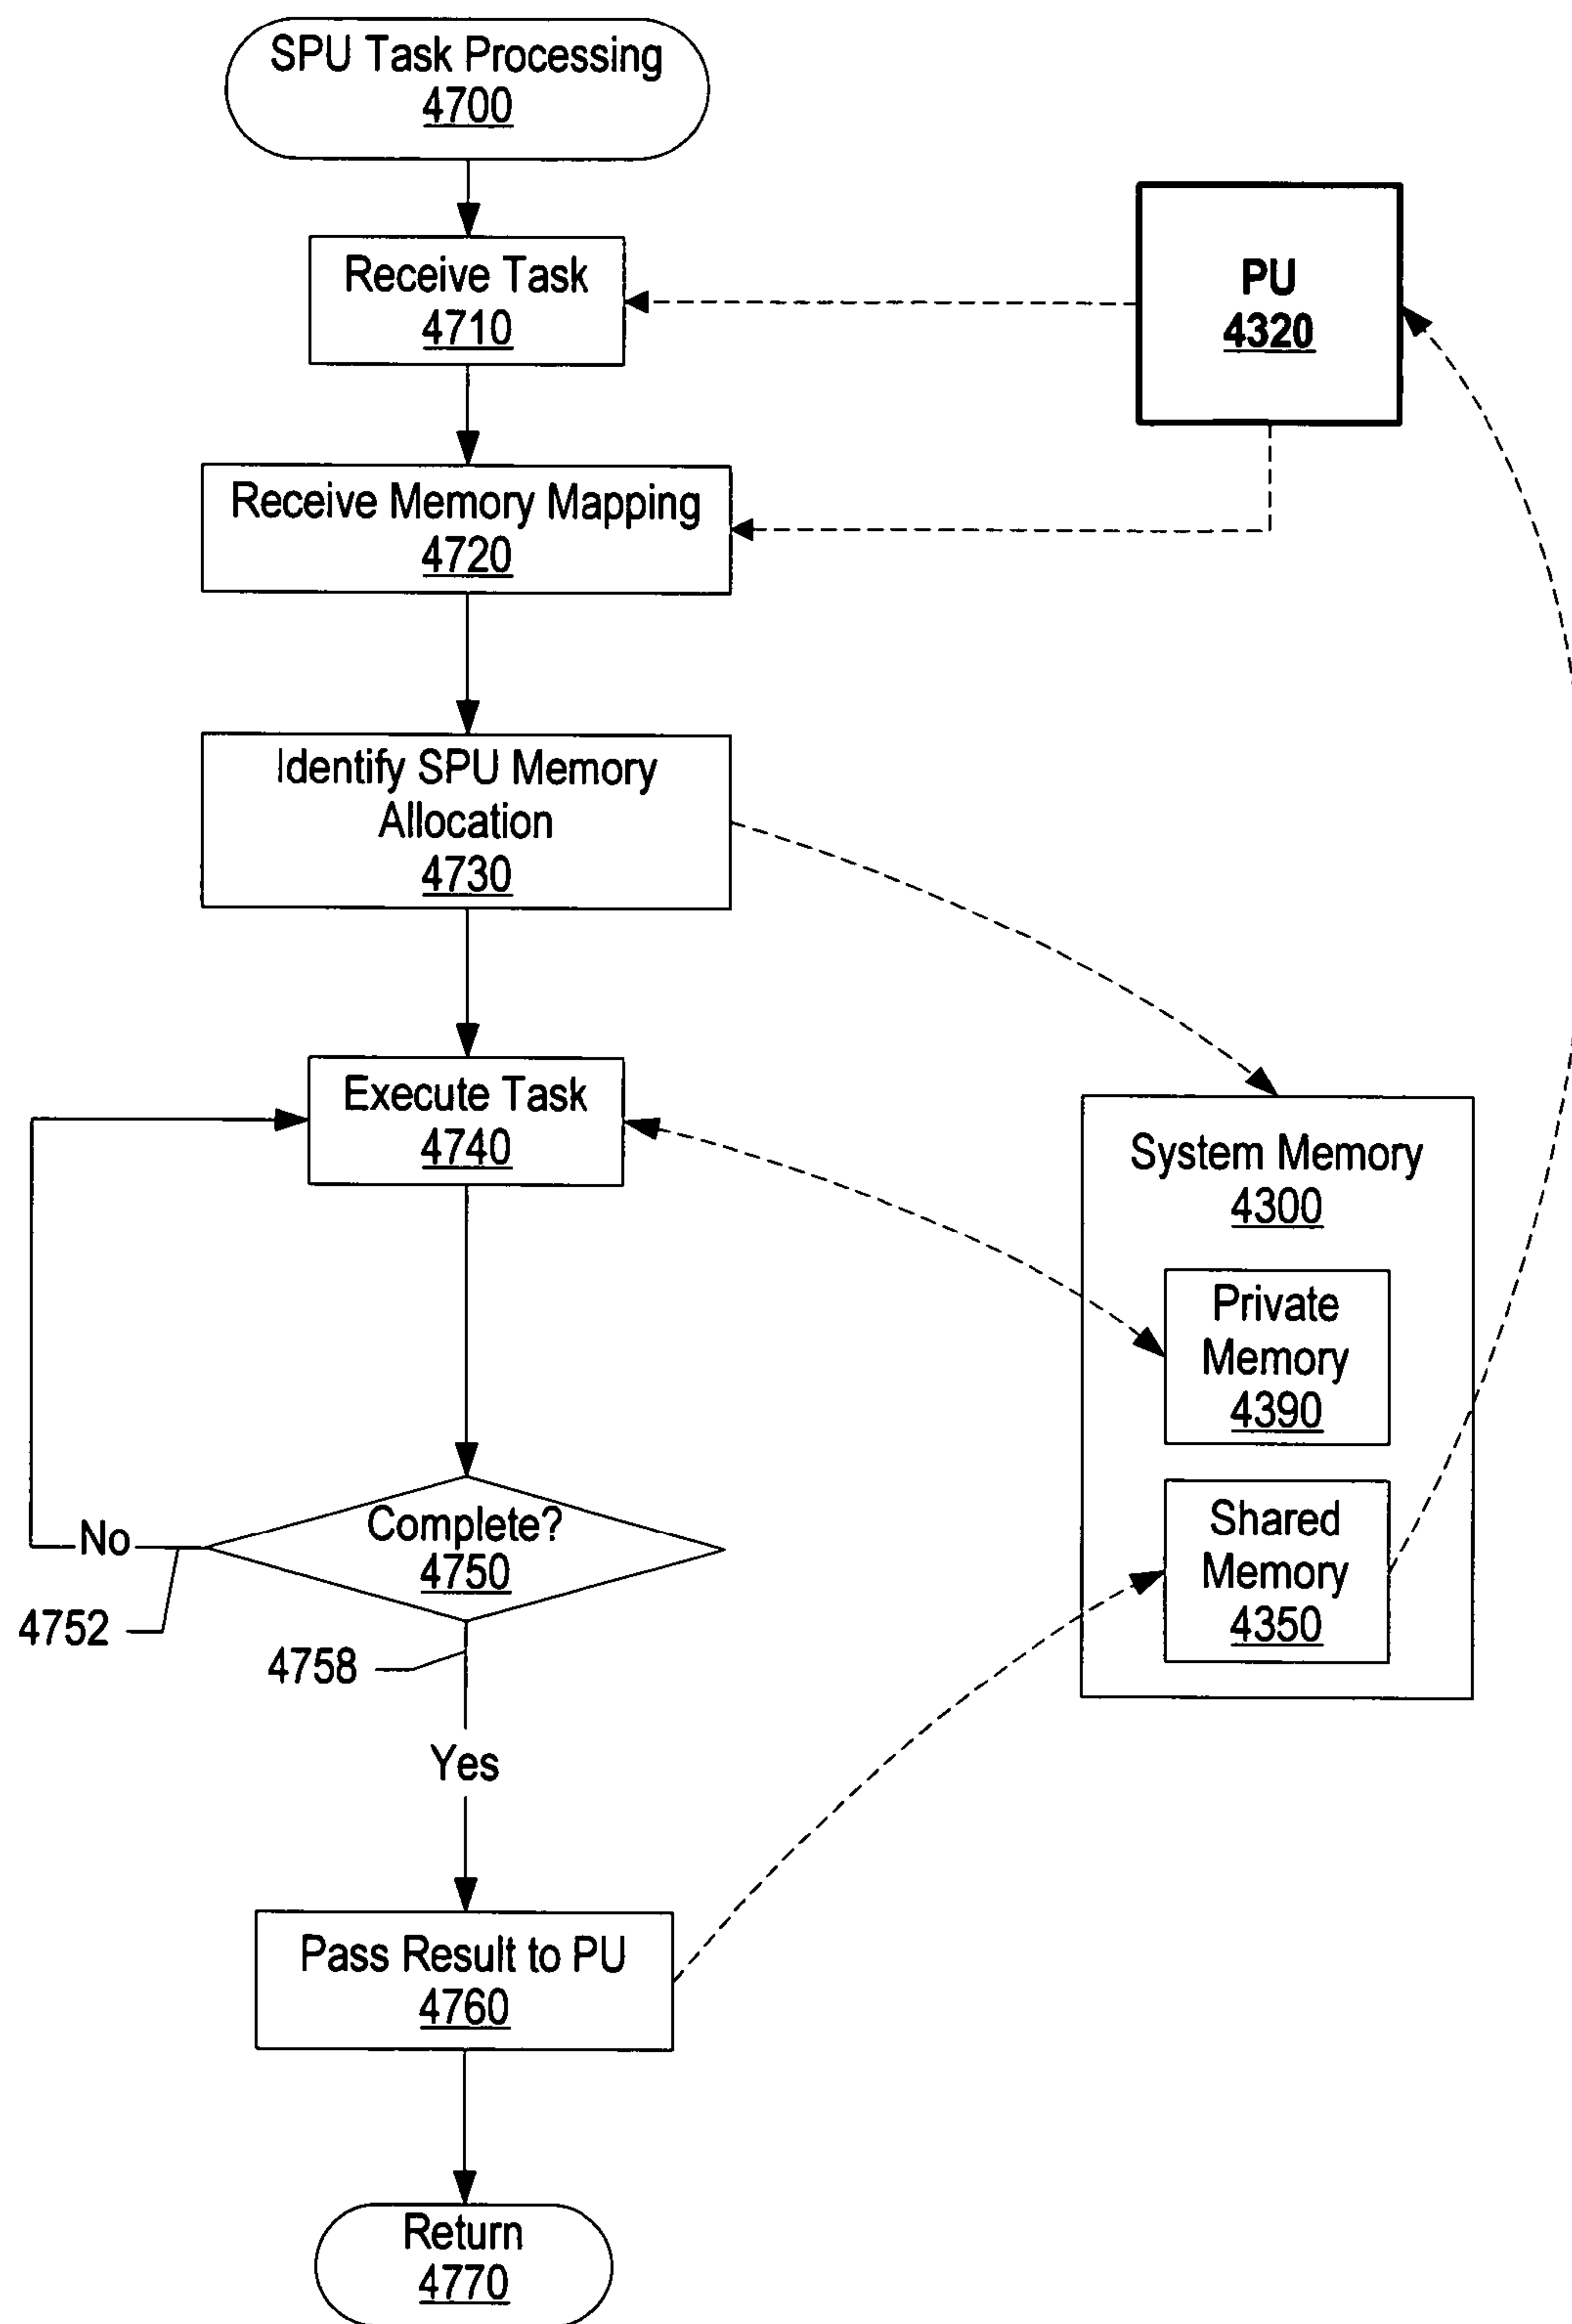 SPU Task Processing
4700
Receive Task
4710
PU
4320
Receive Memory Mapping
4720
Identify SPU Memory
Allocation
4730
Execute Task
4740
System Memory
4300
Private
Memory
4390
Shared
Memory
4350
Complete?
4750
No
4752
4758
Yes
Pass Result to PU
4760
Return
4770